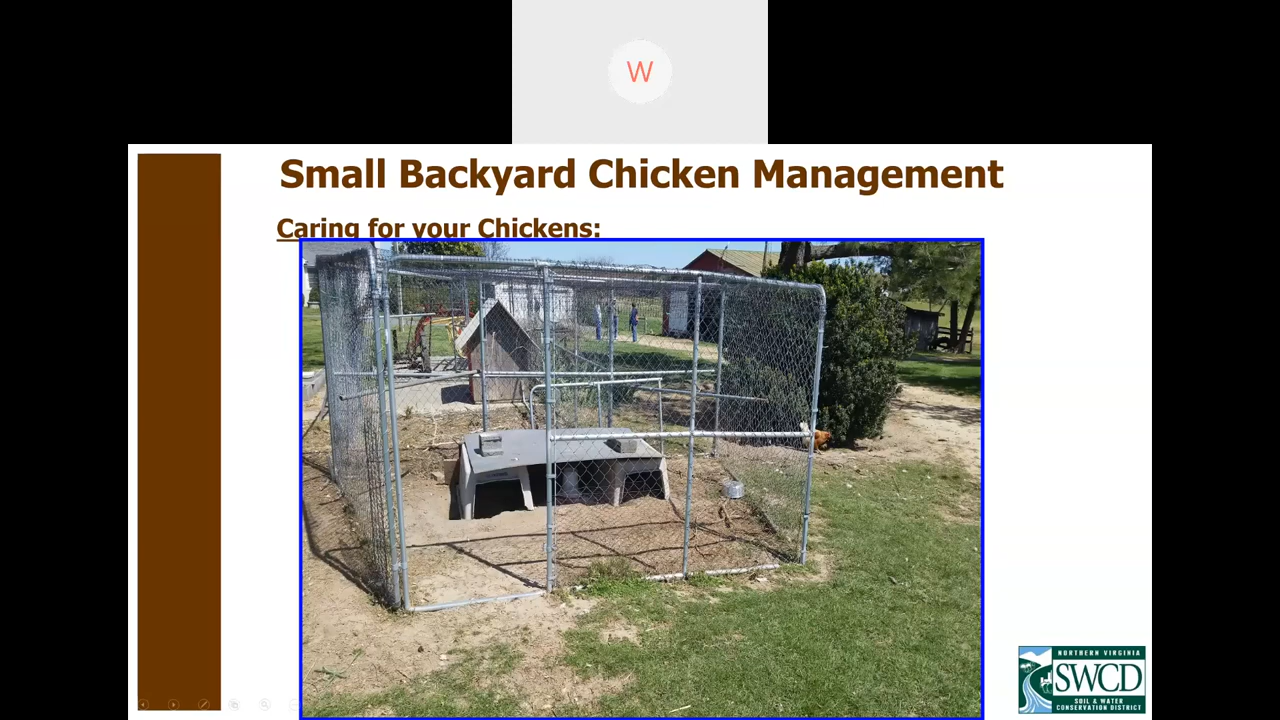 W
Small Backyard Chicken Management
Caring for your Chickens:
NORTHERN VIRGINIA
SWCD
SOIL & WATER
CONSERVATION DISTRICT